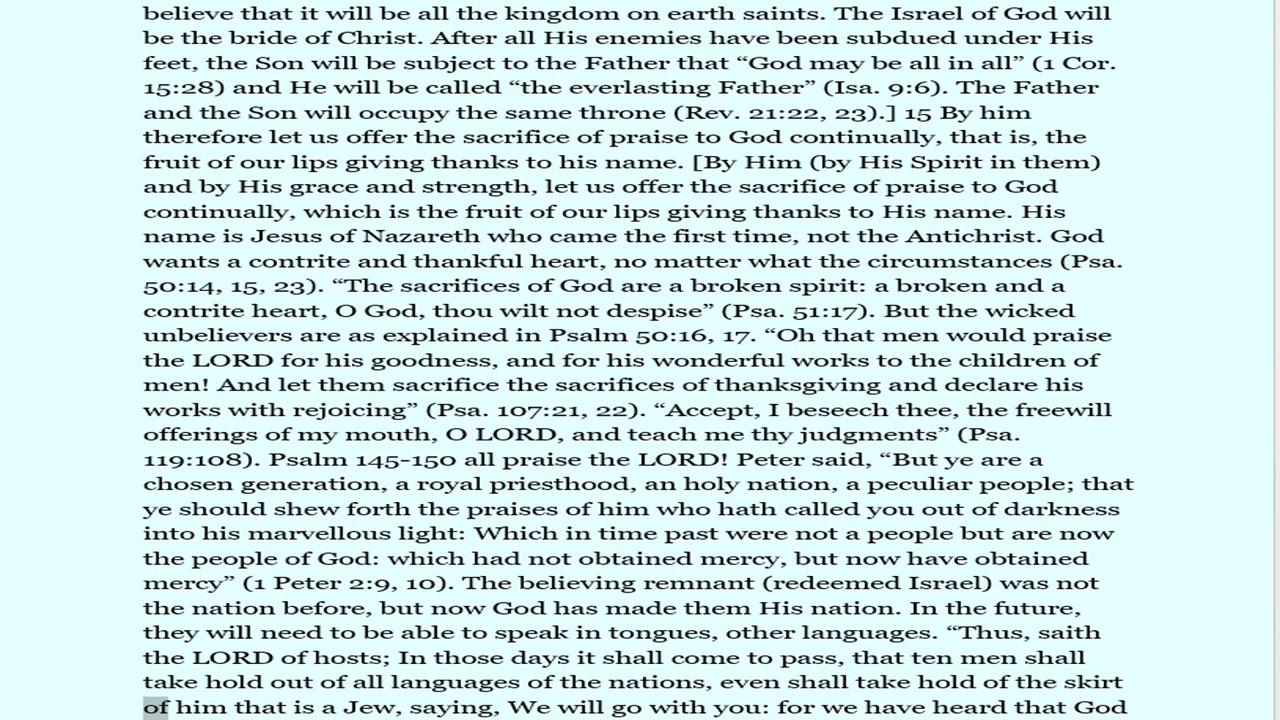 believe that it will be all the kingdom on earth saints. The Israel of God will
be the bride of Christ. After all His enemies have been subdued under His
feet, the Son will be subject to the Father that “God may be all in all” (1 Cor.
15:28) and He will be called “the everlasting Father” (Isa. 9:6). The Father
and the Son will occupy the same throne (Rev. 21:22, 23).] 15 By him
therefore let us offer the sacrifice of praise to God continually, that is, the
fruit of our lips giving thanks to his name. [By Him (by His Spirit in them)
and by His grace and strength, let us offer the sacrifice of praise to God
continually, which is the fruit of our lips giving thanks to His name. His
name is Jesus of Nazareth who came the first time, not the Antichrist. God
wants a contrite and thankful heart, no matter what the circumstances (Psa.
50:14, 15, 23). “The sacrifices of God are a broken spirit: a broken and a
contrite heart, O God, thou wilt not despise” (Psa. 51:17). But the wicked
unbelievers are as explained in Psalm 50:16, 17. “Oh that men would praise
the LORD for his goodness, and for his wonderful works to the children of
men! And let them sacrifice the sacrifices of thanksgiving and declare his
works with rejoicing” (Psa. 107:21, 22). “Accept, I beseech thee, the freewill
offerings of my mouth, O LORD, and teach me thy judgments” (Psa.
119:108). Psalm 145-150 all praise the LORD! Peter said, “But ye are a
chosen generation, a royal priesthood, an holy nation, a peculiar people; that
ye should shew forth the praises of him who hath called you out of darkness
into his marvellous light: Which in time past were not a people but are now
the people of God: which had not obtained mercy, but now have obtained
mercy” (1 Peter 2:9, 10). The believing remnant (redeemed Israel) was not
the nation before, but now God has made them His nation. In the future,
they will need to be able to speak in tongues, other languages. “Thus, saith
the LORD of hosts; In those days it shall come to pass, that ten men shall
take hold out of all languages of the nations, even shall take hold of the skirt
of him that is a Jew, saying, We will go with you: for we have heard that God